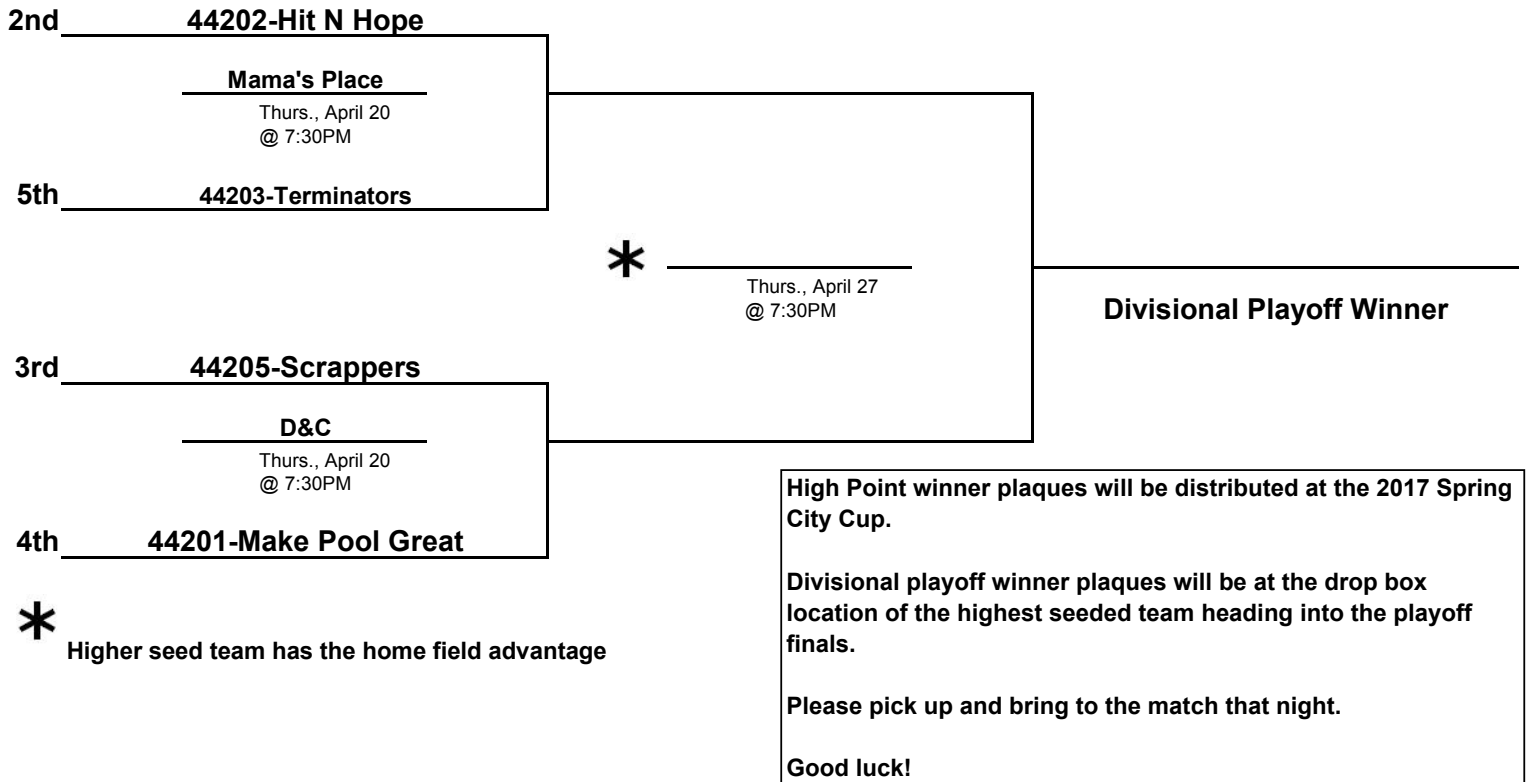 2nd 44202-Hit N Hope
Mama's Place
Thurs., April 20
@ 7:30PM
5th 44203-Terminators
* 
Thurs., April 27
@ 7:30PM
Divisional Playoff Winner
3rd 44205-Scrappers
D&C
Thurs., April 20
@ 7:30PM
4th 44201-Make Pool Great
* Higher seed team has the home field advantage
High Point winner plaques will be distributed at the 2017 Spring
City Cup.
Divisional playoff winner plaques will be at the drop box
location of the highest seeded team heading into the playoff
finals.
Please pick up and bring to the match that night.
Good luck!